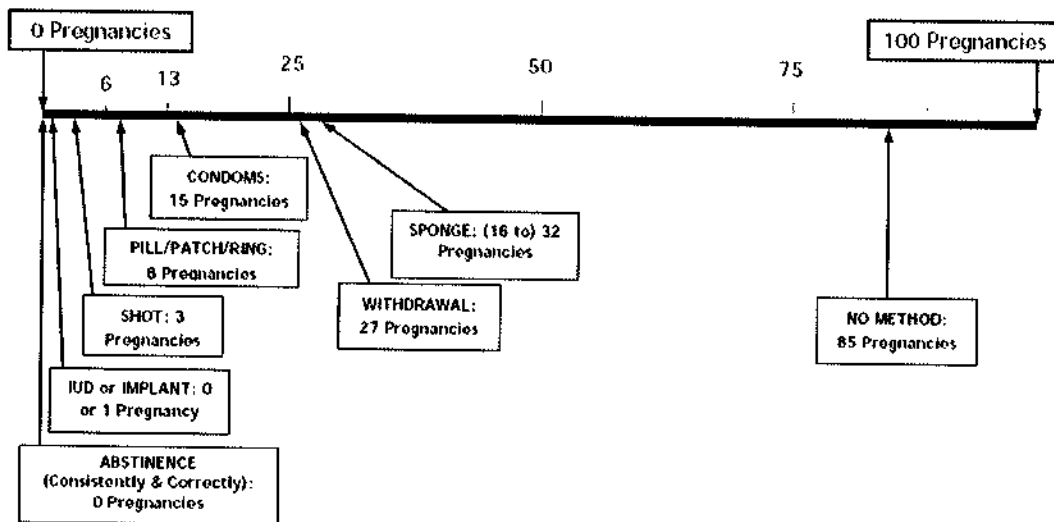 0 Pregnancies
100 Pregnancies
6
13
25
50
75
CONDOMS:
15 Pregnancies
SPONGE: (16 to) 32
Pregnancies
PILL/PATCH/RING:
8 Pregnancies
WITHDRAWAL:
27 Pregnancies
NO METHOD:
85 Pregnancies
SHOT: 3
Pregnancies
IUD or IMPLANT: 0
or 1 Pregnancy
ABSTINENCE
(Consistently & Correctly):
0 Pregnancies